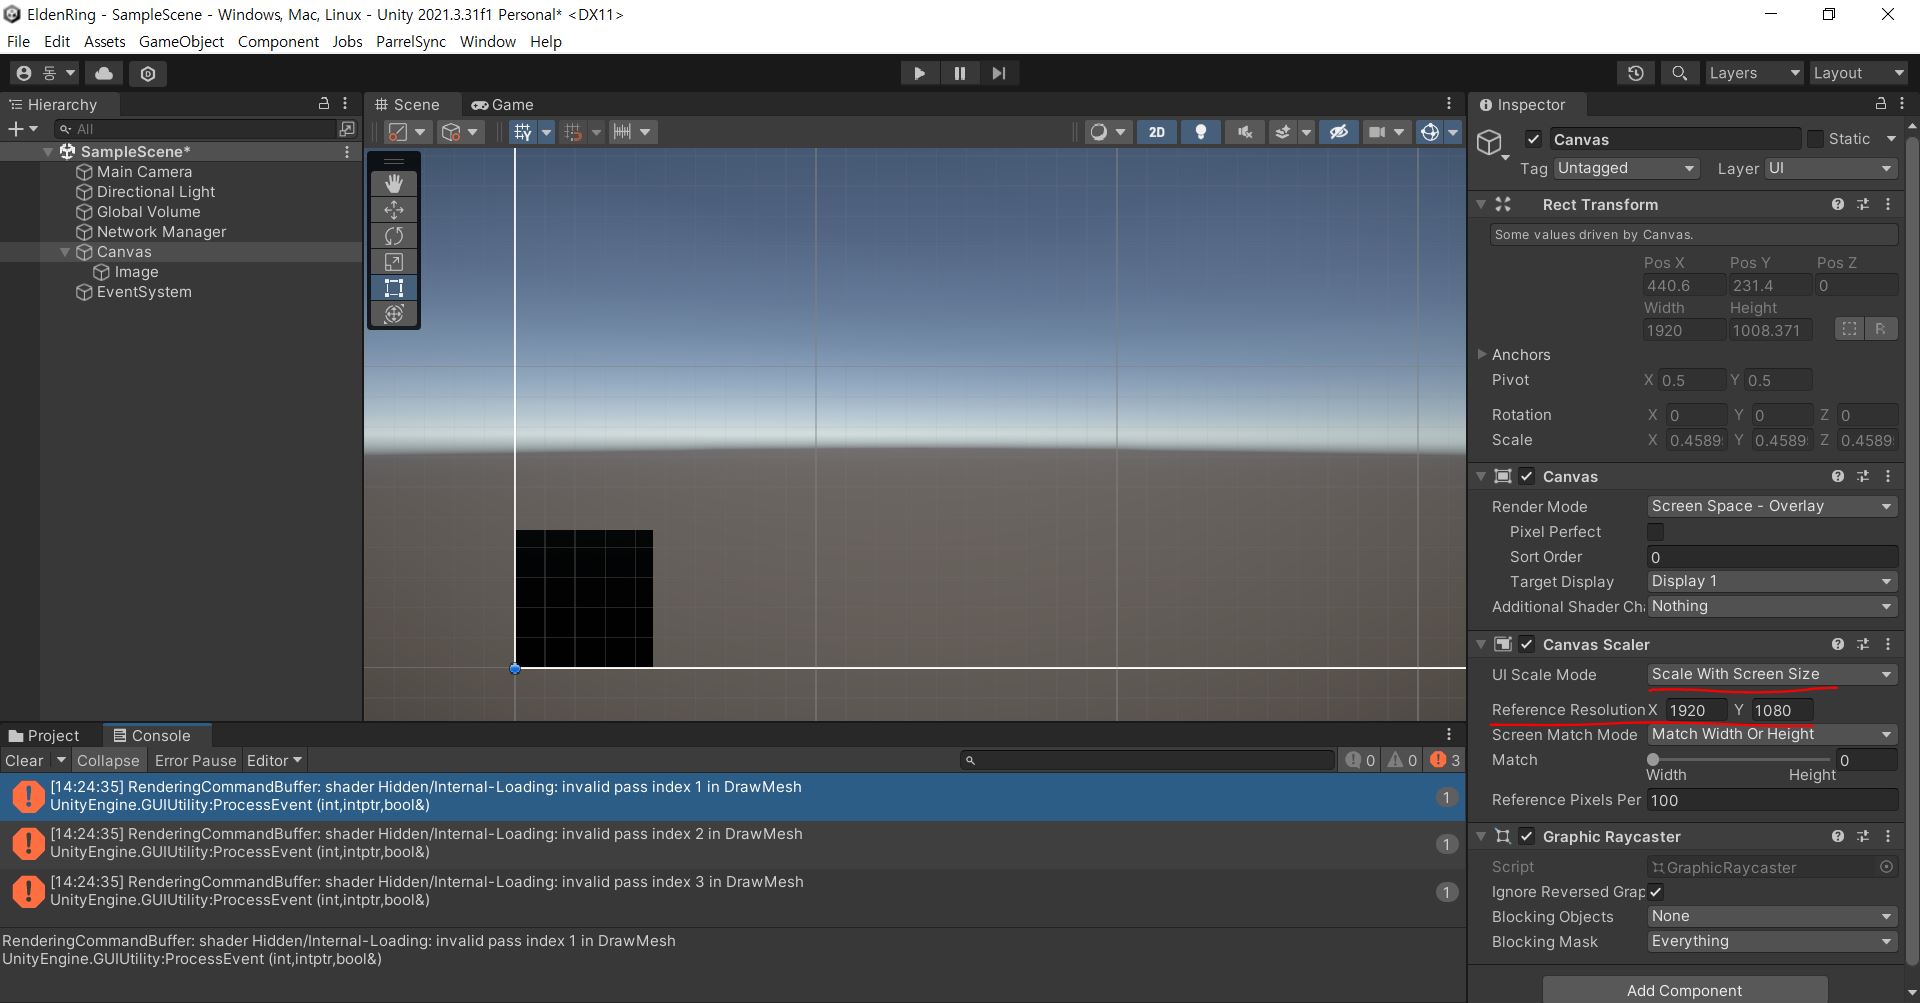 EldenRing - SampleScene - Windows, Mac, Linux - Unity 2021.3.31f1 Personal* <DX11>
File Edit Assets GameObject Component Jobs ParrelSync Window Help
동 Layers Layout
Hierarchy
All
SampleScene*
Main Camera
Directional Light
Global Volume
Network Manager
Canvas
Image
EventSystem
Scene Game
2D
Inspector
Canvas Static
Tag Untagged Layer UI
Rect Transform
Some values driven by Canvas.
Pos X Pos Y Pos Z
440.6 231.4 0
Width Height
1920 1008.371 R
Anchors
Pivot X 0.5 Y 0.5
Rotation X 0 Y 0 Z 0
Scale X 0.4589 Y 0.4589 Z 0.4589
Canvas
Render Mode Screen Space - Overlay
Pixel Perfect
Sort Order 0
Target Display Display 1
Additional Shader Ch Nothing
Canvas Scaler
UI Scale Mode Scale With Screen Size
Reference Resolution X 1920 Y 1080
Screen Match Mode Match Width Or Height
Match 0
Width Height
Reference Pixels Per 100
Graphic Raycaster
Script GraphicRaycaster
Ignore Reversed Grap
Blocking Objects None
Blocking Mask Everything
Add Component
Project Console
Clear Collapse Error Pause Editor 0 0 3
[14:24:35] RenderingCommandBuffer: shader Hidden/Internal-Loading: invalid pass index 1 in DrawMesh
UnityEngine.GUIUtility:ProcessEvent (int,intptr,bool&) 1
[14:24:35] RenderingCommandBuffer: shader Hidden/Internal-Loading: invalid pass index 2 in DrawMesh
UnityEngine.GUIUtility:ProcessEvent (int,intptr,bool&) 1
[14:24:35] RenderingCommandBuffer: shader Hidden/Internal-Loading: invalid pass index 3 in DrawMesh
UnityEngine.GUIUtility:ProcessEvent (int,intptr,bool&) 1
RenderingCommandBuffer: shader Hidden/Internal-Loading: invalid pass index 1 in DrawMesh
UnityEngine.GUIUtility:ProcessEvent (int,intptr,bool&)